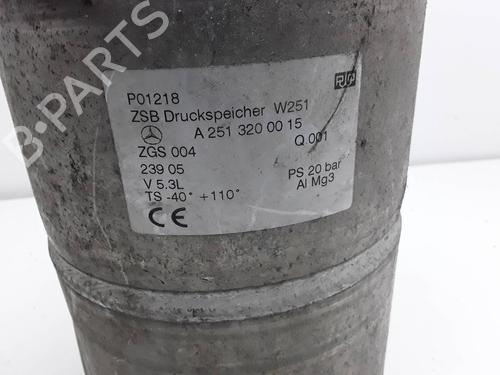 P01218
ZSB Druckspeicher W251
A 251 320 00 15
ZGS 004 Q 001
239 05
V 5.3L PS 20 bar
TS -40° +110° Al Mg3
CE